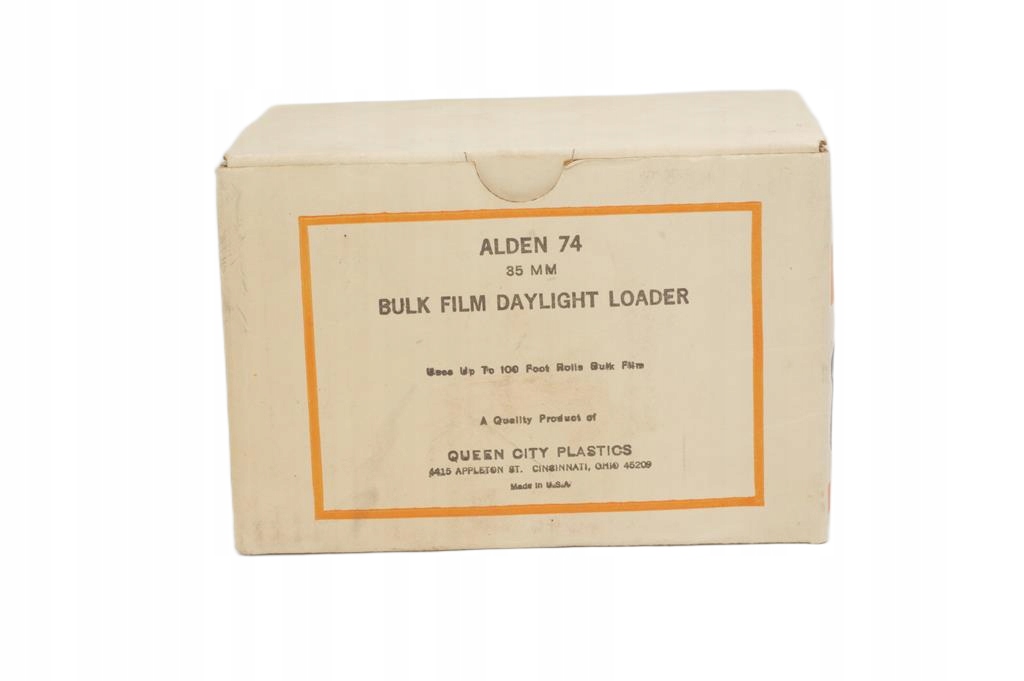 ALDEN 74
35 MM
BULK FILM DAYLIGHT LOADER
Uses Up To 100 Foot Rolls Bulk Film
A Quality Product of
QUEEN CITY PLASTICS
4415 APPLETON ST. CINCINNATI, OHIO 45209
Made in U.S.A.